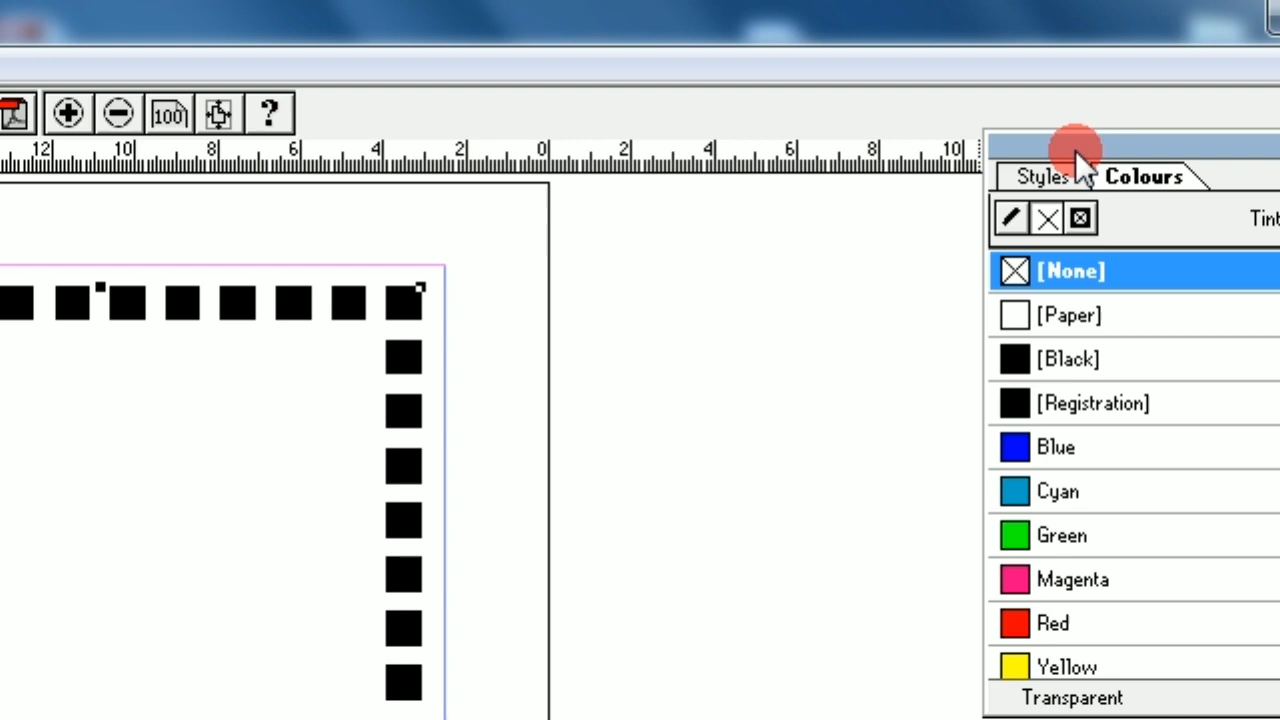 100 ?
12 10 8 6 4 2 0 2 4 6 8 10
Styles Colours
Tint
[None]
[Paper]
[Black]
[Registration]
Blue
Cyan
Green
Magenta
Red
Yellow
Transparent